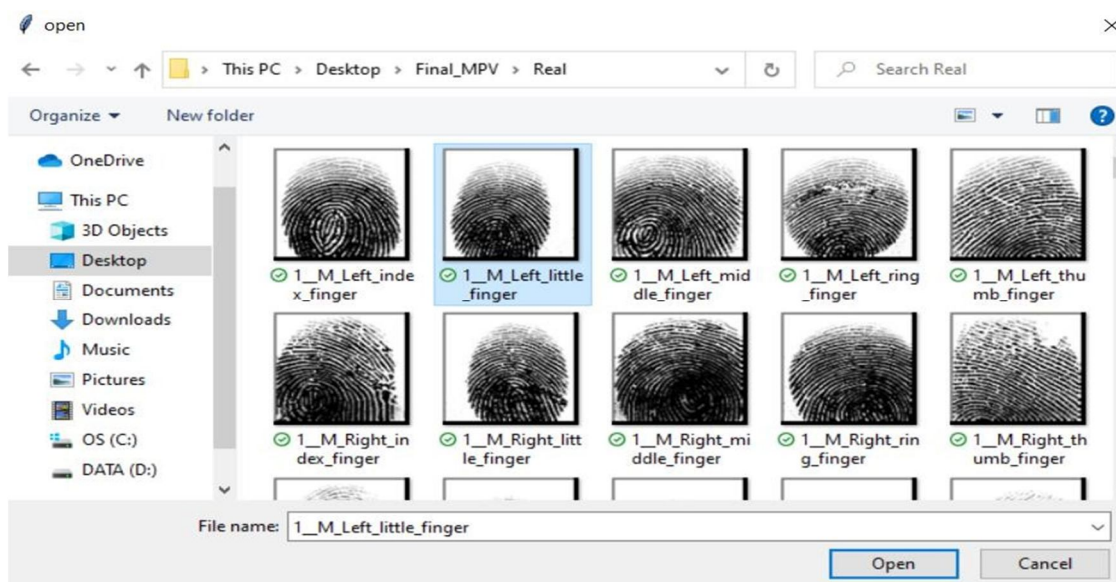 open
This PC > Desktop > Final_MPV > Real
Search Real
Organize
New folder
OneDrive
This PC
3D Objects
Desktop
Documents
Downloads
Music
Pictures
Videos
OS (C:)
DATA (D:)
1__M_Left_inde
x_finger
1__M_Left_little
_finger
1__M_Left_mid
dle_finger
1__M_Left_ring
_finger
1__M_Left_thu
mb_finger
1__M_Right_in
dex_finger
1__M_Right_litt
le_finger
1__M_Right_mi
ddle_finger
1__M_Right_rin
g_finger
1__M_Right_th
umb_finger
File name: 1__M_Left_little_finger
Open
Cancel